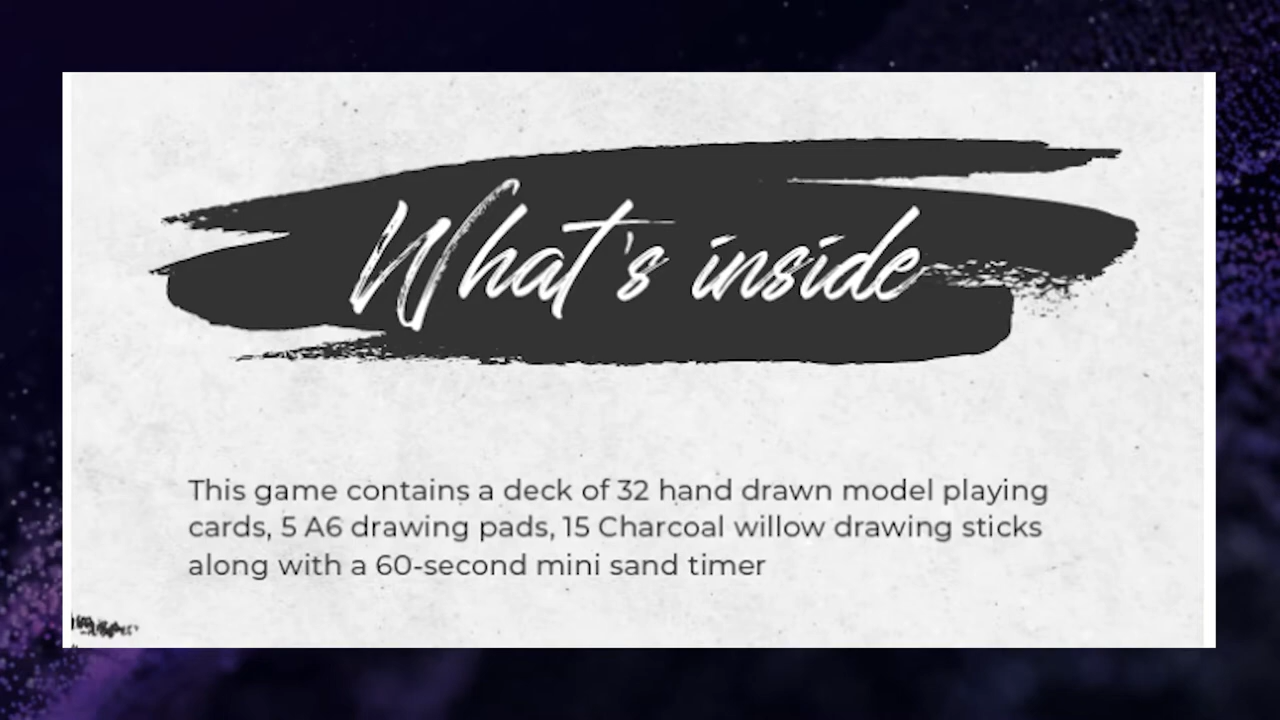 What's inside
This game contains a deck of 32 hand drawn model playing
cards, 5 A6 drawing pads, 15 Charcoal willow drawing sticks
along with a 60-second mini sand timer